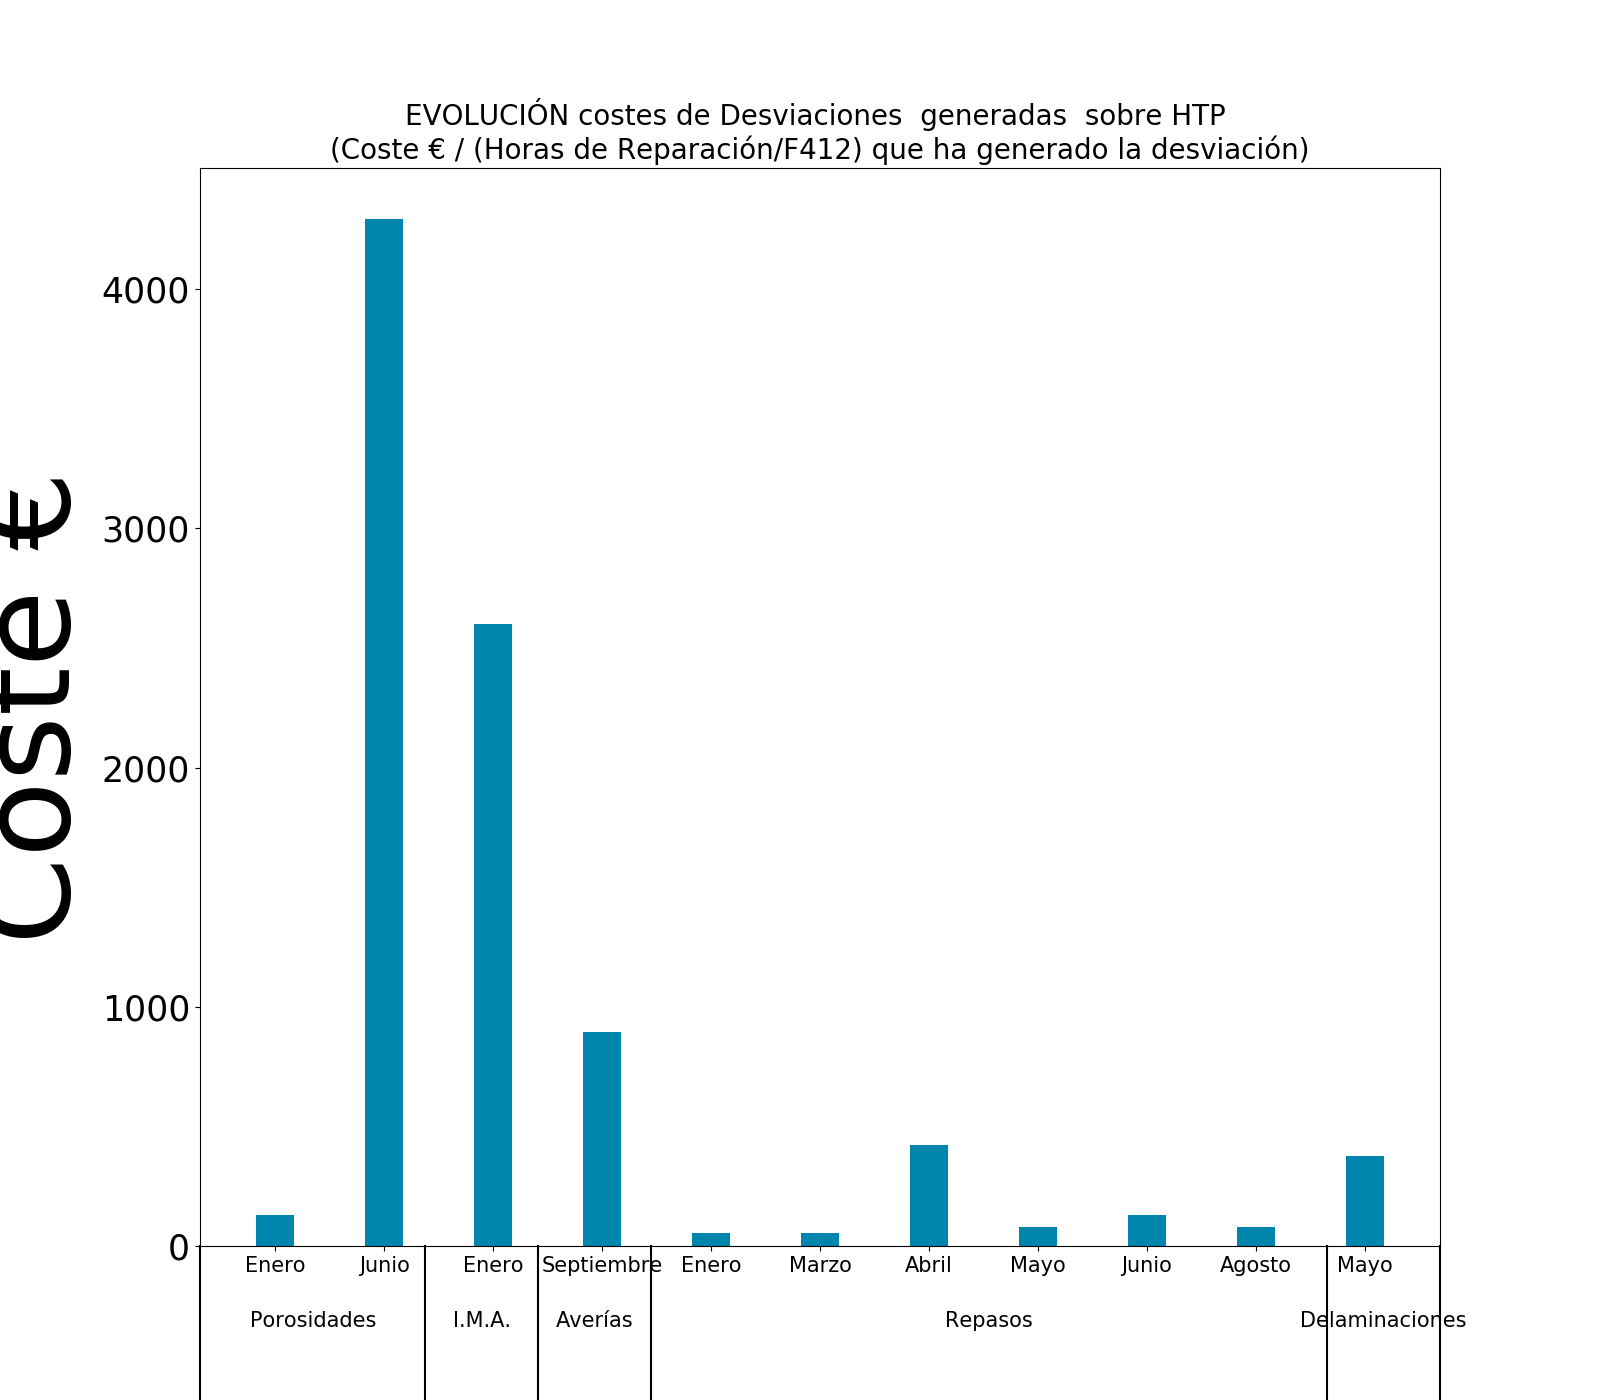 EVOLUCIÓN costes de Desviaciones  generadas  sobre HTP
(Coste € / (Horas de Reparación/F412) que ha generado la desviación)
Coste €
4000
3000
2000
1000
0
Enero Junio Enero Septiembre Enero Marzo Abril Mayo Junio Agosto Mayo
Porosidades I.M.A. Averías Repasos Delaminaciones